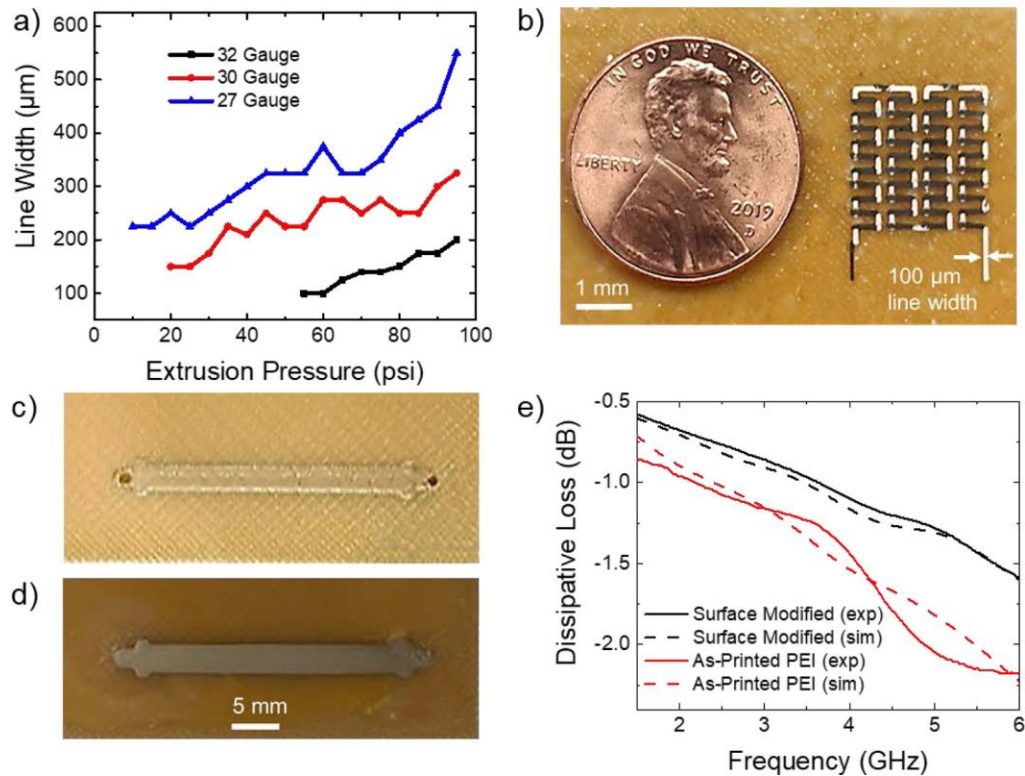 a)
600
500
400
300
200
100
Line Width (µm)
32 Gauge
30 Gauge
27 Gauge
0 20 40 60 80 100
Extrusion Pressure (psi)
b)
IN GOD WE TRUST
LIBERTY
2019
D
1 mm
100 µm
line width
c)
d)
5 mm
e)
-0.5
-1.0
-1.5
-2.0
Dissipative Loss (dB)
Surface Modified (exp)
Surface Modified (sim)
As-Printed PEI (exp)
As-Printed PEI (sim)
2 3 4 5 6
Frequency (GHz)